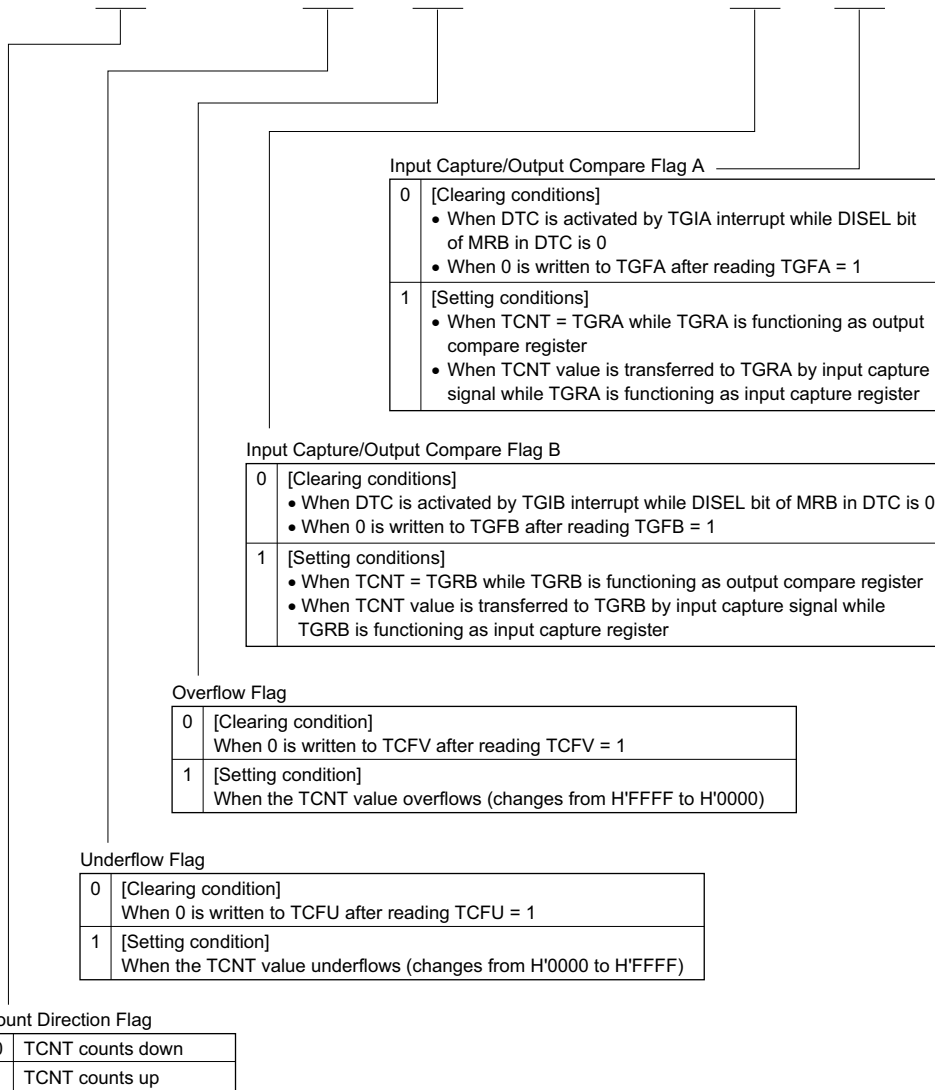 Input Capture/Output Compare Flag A
0 [Clearing conditions]
• When DTC is activated by TGIA interrupt while DISEL bit
of MRB in DTC is 0
• When 0 is written to TGFA after reading TGFA = 1
1 [Setting conditions]
• When TCNT = TGRA while TGRA is functioning as output
compare register
• When TCNT value is transferred to TGRA by input capture
signal while TGRA is functioning as input capture register
Input Capture/Output Compare Flag B
0 [Clearing conditions]
• When DTC is activated by TGIB interrupt while DISEL bit of MRB in DTC is 0
• When 0 is written to TGFB after reading TGFB = 1
1 [Setting conditions]
• When TCNT = TGRB while TGRB is functioning as output compare register
• When TCNT value is transferred to TGRB by input capture signal while
TGRB is functioning as input capture register
Overflow Flag
0 [Clearing condition]
When 0 is written to TCFV after reading TCFV = 1
1 [Setting condition]
When the TCNT value overflows (changes from H'FFFF to H'0000)
Underflow Flag
0 [Clearing condition]
When 0 is written to TCFU after reading TCFU = 1
1 [Setting condition]
When the TCNT value underflows (changes from H'0000 to H'FFFF)
ount Direction Flag
0 TCNT counts down
TCNT counts up